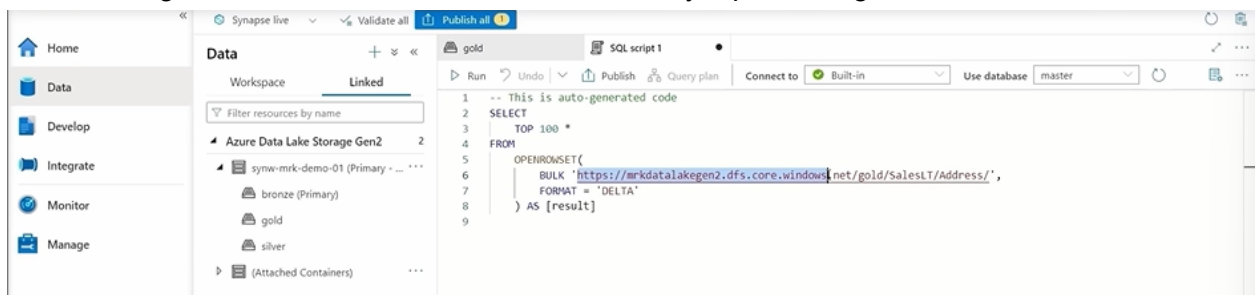 Synapse live Validate all Publish all 1
Home
Data
Develop
Integrate
Monitor
Manage
Data
Workspace Linked
Filter resources by name
Azure Data Lake Storage Gen2 2
synw-mrk-demo-01 (Primary - ...
bronze (Primary)
gold
silver
(Attached Containers)
gold SQL script 1
Run Undo Publish Query plan Connect to Built-in Use database master
1 -- This is auto-generated code
2 SELECT
3 TOP 100 *
4 FROM
5 OPENROWSET(
6 BULK 'https://mrkdatalakegen2.dfs.core.windows.net/gold/SalesLT/Address/',
7 FORMAT = 'DELTA'
8 ) AS [result]
9